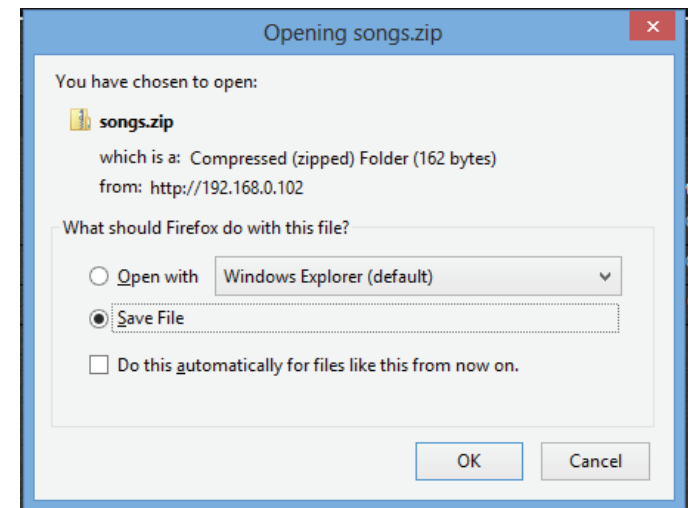 Opening songs.zip
You have chosen to open:
songs.zip
which is a: Compressed (zipped) Folder (162 bytes)
from: http://192.168.0.102
What should Firefox do with this file?
Open with Windows Explorer (default)
Save File
Do this automatically for files like this from now on.
OK Cancel